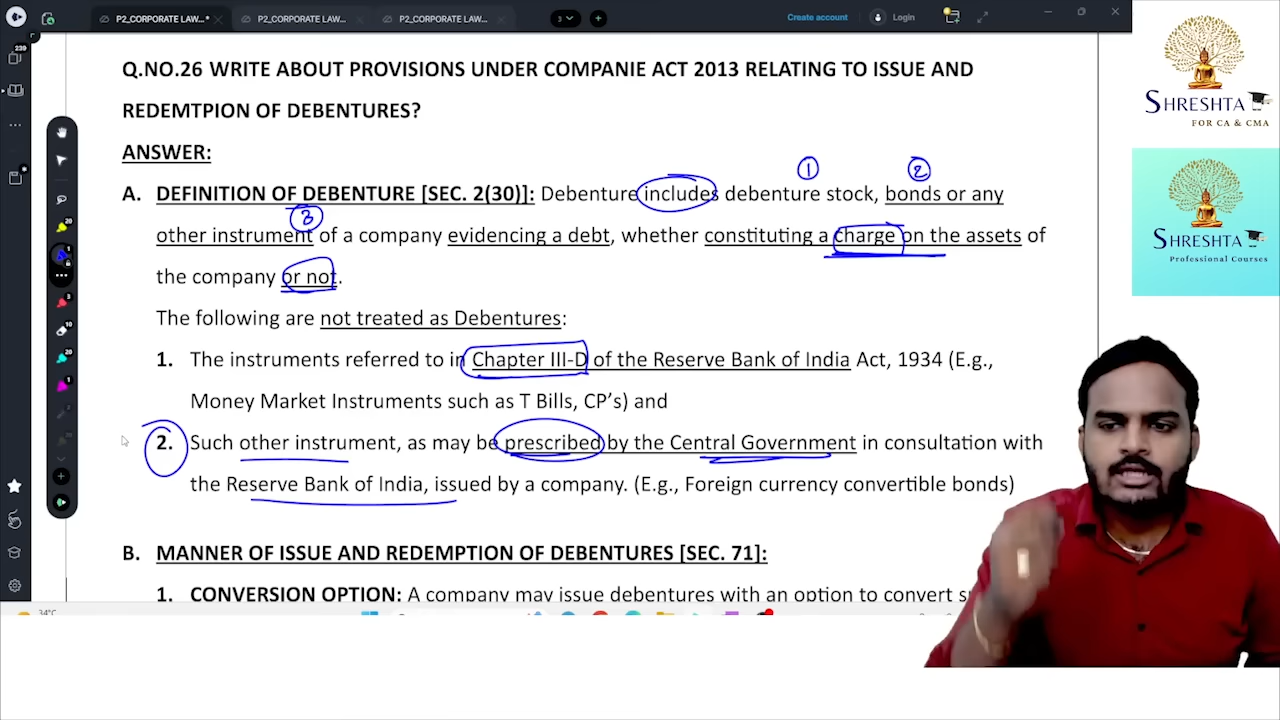 P2_CORPORATE LAW...* P2_CORPORATE LAW... P2_CORPORATE LAW... 3 Create account Login
239
Q.NO.26 WRITE ABOUT PROVISIONS UNDER COMPANIE ACT 2013 RELATING TO ISSUE AND
REDEMTPION OF DEBENTURES?
ANSWER:
1 2
A. DEFINITION OF DEBENTURE [SEC. 2(30)]: Debenture includes debenture stock, bonds or any
3
other instrument of a company evidencing a debt, whether constituting a charge on the assets of
the company or not.
The following are not treated as Debentures:
1. The instruments referred to in Chapter III-D of the Reserve Bank of India Act, 1934 (E.g.,
Money Market Instruments such as T Bills, CP's) and
2. Such other instrument, as may be prescribed by the Central Government in consultation with
the Reserve Bank of India, issued by a company. (E.g., Foreign currency convertible bonds)
B. MANNER OF ISSUE AND REDEMPTION OF DEBENTURES [SEC. 71]:
1. CONVERSION OPTION: A company may issue debentures with an option to convert
34°C
SHRESHTA
FOR CA & CMA
SHRESHTA
Professional Courses